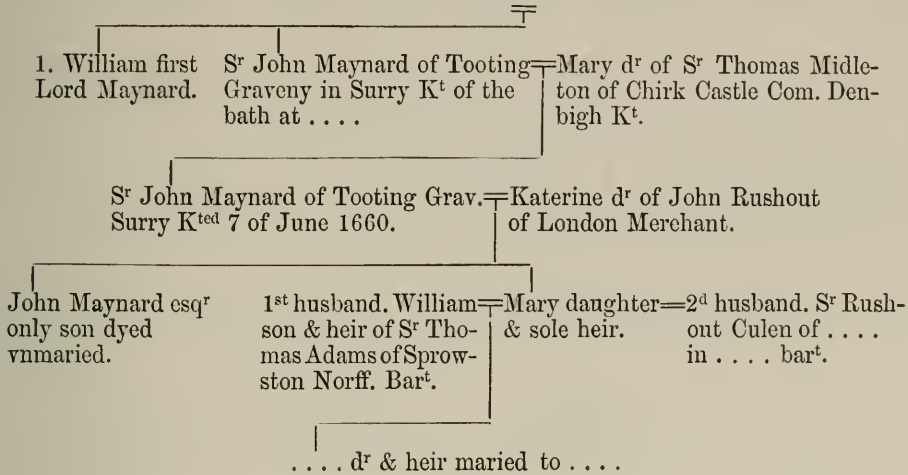 1. William first
Lord Maynard.
Sʳ John Maynard of Tooting
Graveny in Surry Kᵗ of the
bath at . . . .
Mary dʳ of Sʳ Thomas Midle-
ton of Chirk Castle Com. Den-
bigh Kᵗ.
Sʳ John Maynard of Tooting Grav.
Surry Kᵗᵉᵈ 7 of June 1660.
Katerine dʳ of John Rushout
of London Merchant.
John Maynard esqʳ
only son dyed
vnmaried.
1ˢᵗ husband. William
son & heir of Sʳ Tho-
mas Adams of Sprow-
ston Norff. Barᵗ.
Mary daughter
& sole heir.
2ᵈ husband. Sʳ Rush-
out Culen of . . . .
in . . . . barᵗ.
. . . . dʳ & heir maried to . . . .